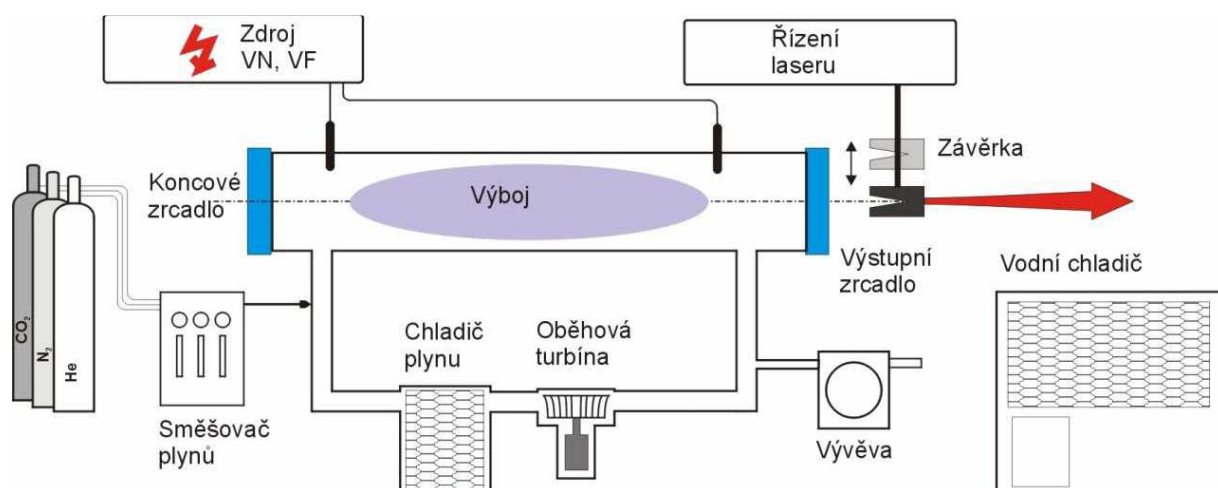 Zdroj
VN, VF
Řízení
laseru
Závěrka
Koncové
zrcadlo
Výboj
Výstupní
zrcadlo
Vodní chladič
CO₂
N₂
He
Chladič
plynu
Oběhová
turbína
Směšovač
plynů
Vývěva